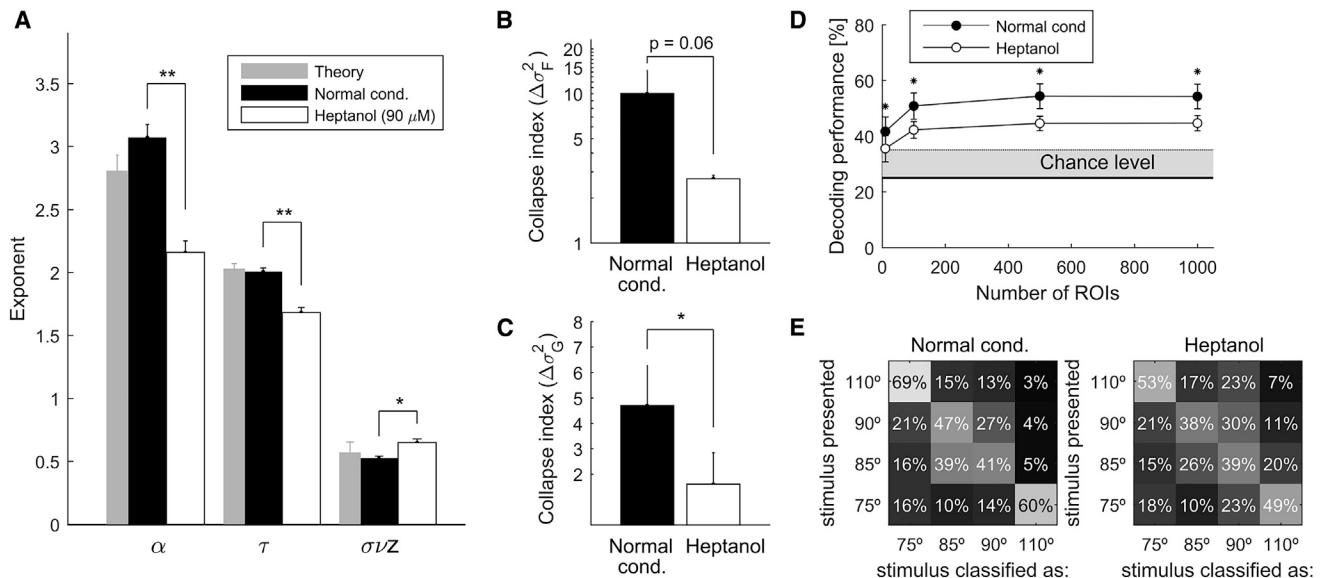 A
Exponent
3.5
3
2.5
2
1.5
1
0.5
0
**
**
*
Theory
Normal cond.
Heptanol (90 μM)
α
τ
σνz
B
Collapse index (Δσ²F)
20
10
5
1
p = 0.06
Normal
cond.
Heptanol
C
Collapse index (Δσ²G)
8
7
6
5
4
3
2
*
Normal
cond.
Heptanol
D
Decoding performance [%]
80
60
40
20
0
Normal cond
Heptanol
* * * *
Chance level
0 200 400 600 800 1000
Number of ROIs
E
Normal cond.
stimulus presented
110º 69% 15% 13% 3%
90º 21% 47% 27% 4%
85º 16% 39% 41% 5%
75º 16% 10% 14% 60%
75º 85º 90º 110º
stimulus classified as:
Heptanol
stimulus presented
110º 53% 17% 23% 7%
90º 21% 38% 30% 11%
85º 15% 26% 39% 20%
75º 18% 10% 23% 49%
75º 85º 90º 110º
stimulus classified as: